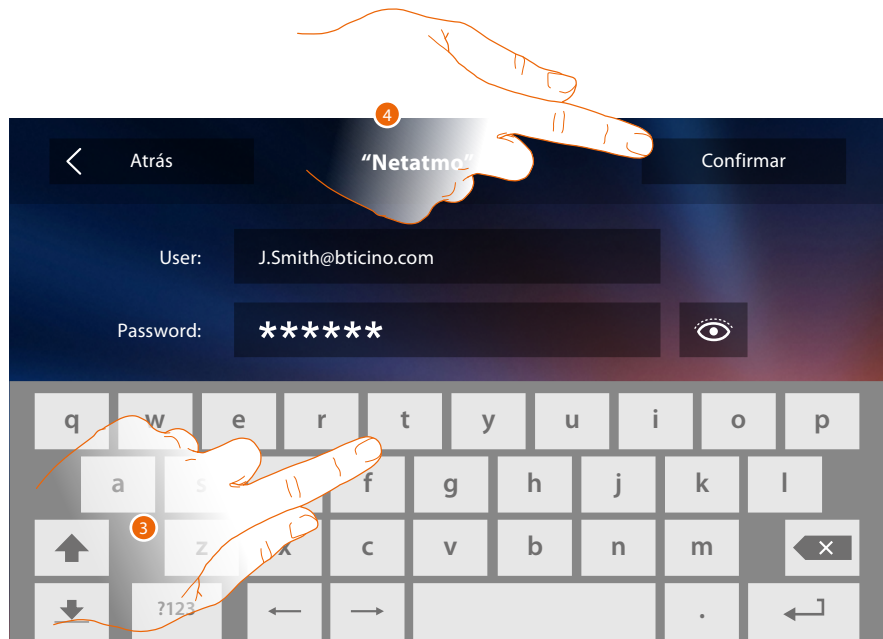 4
Atrás
“Netatmo”
Confirmar
User:
J.Smith@bticino.com
Password:
******
q w e r t y u i o p
a s f g h j k l
3
z x c v b n m
?123 .